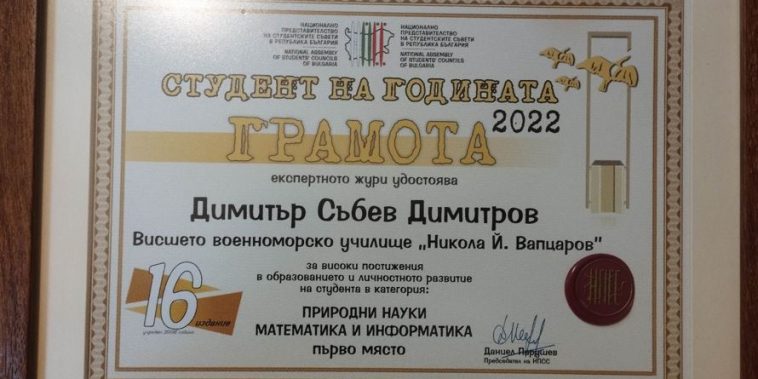 НАЦИОНАЛНО
ПРЕДСТАВИТЕЛСТВО
НА СТУДЕНТСКИТЕ СЪВЕТИ
В РЕПУБЛИКА БЪЛГАРИЯ
NATIONAL ASSEMBLY
OF STUDENTS' COUNCILS
OF BULGARIA
НАЦИОНАЛНО
ПРЕДСТАВИТЕЛСТВО
НА СТУДЕНТСКИТЕ СЪВЕТИ
В РЕПУБЛИКА БЪЛГАРИЯ
NATIONAL ASSEMBLY
OF STUDENTS' COUNCILS
OF BULGARIA
СТУДЕНТ НА ГОДИНАТА
2022
ГРАМОТА
експертното жури удостоява
Димитър Събев Димитров
Висшето военноморско училище „Никола Й. Вапцаров"
за високи постижения
в образованието и личностното развитие
на студента в категория:
16
издание
ПРИРОДНИ НАУКИ
МАТЕМАТИКА И ИНФОРМАТИКА
първо място
НПСС
Даниел
Председател на НПСС